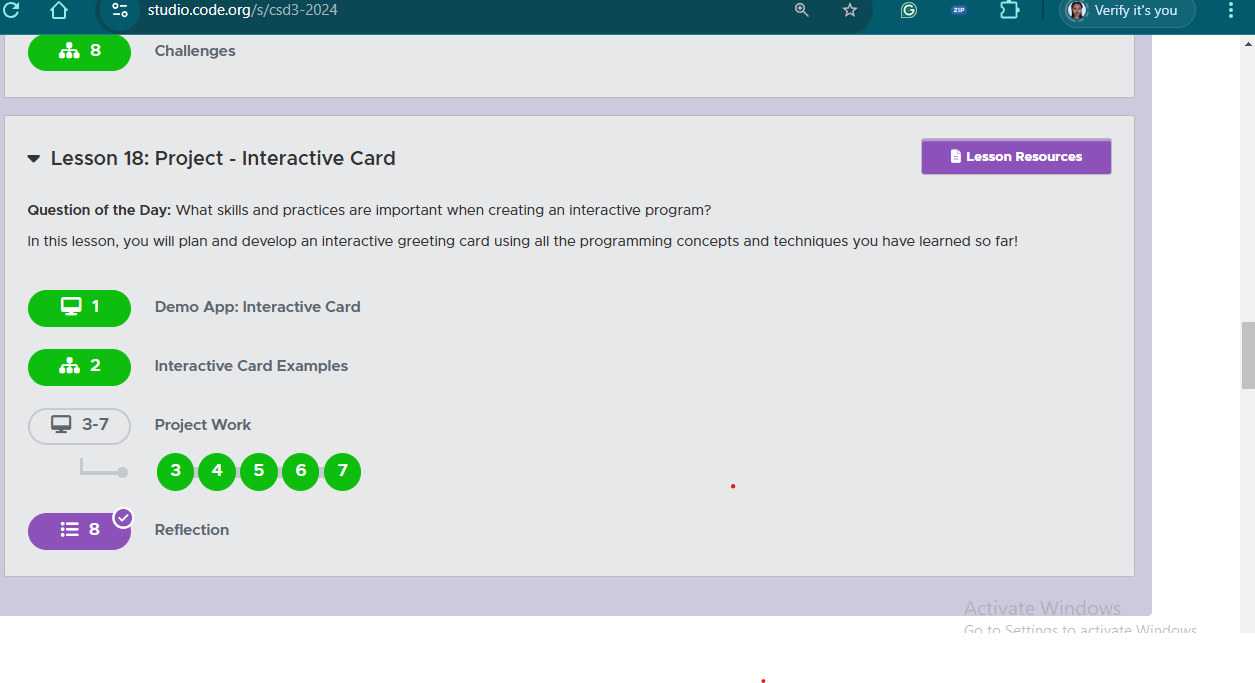 studio.code.org/s/csd3-2024
ZIP
Verify it's you
8 Challenges
Lesson 18: Project - Interactive Card
Lesson Resources
Question of the Day: What skills and practices are important when creating an interactive program?
In this lesson, you will plan and develop an interactive greeting card using all the programming concepts and techniques you have learned so far!
1 Demo App: Interactive Card
2 Interactive Card Examples
3-7 Project Work
3 4 5 6 7
8 Reflection
Activate Windows
Go to Settings to activate Windows